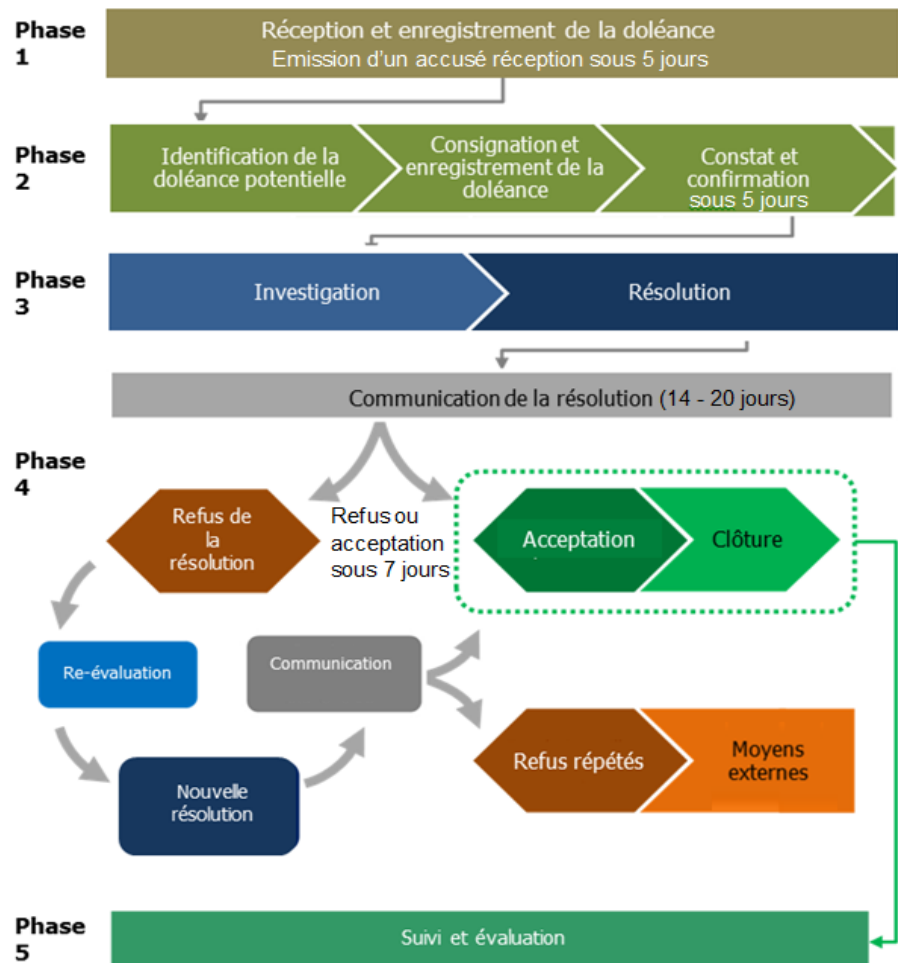 Phase
1
Réception et enregistrement de la doléance
Emission d'un accusé réception sous 5 jours
Phase
2
Identification de la
doléance potentielle
Consignation et
enregistrement de la
doléance
Constat et
confirmation
sous 5 jours
Phase
3
Investigation
Résolution
Communication de la résolution (14 - 20 jours)
Phase
4
Refus de
la
résolution
Refus ou
acceptation
sous 7 jours
Acceptation
Clôture
Re-évaluation
Communication
Nouvelle
résolution
Refus répétés
Moyens
externes
Phase
5
Suivi et évaluation